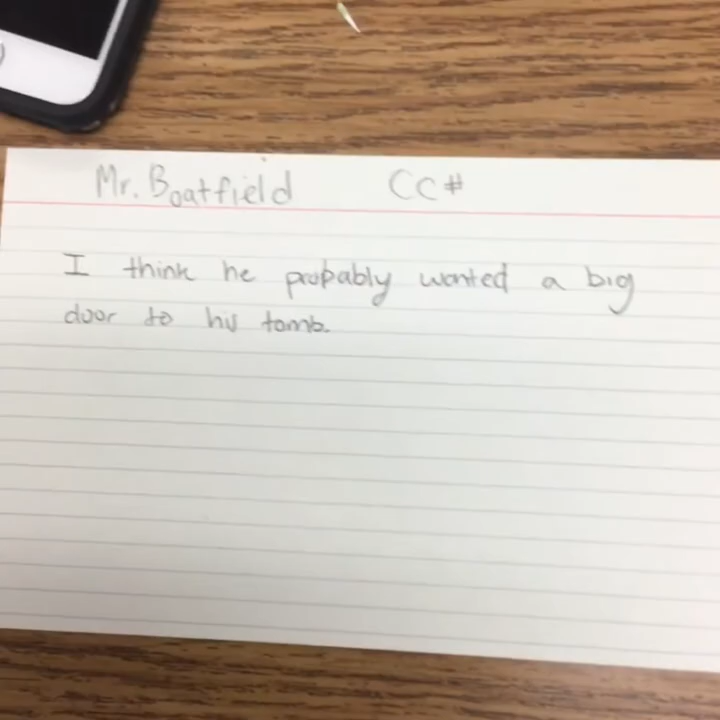 Mr. Boatfield CC#
I think he probably wanted a big
door to his tomb.